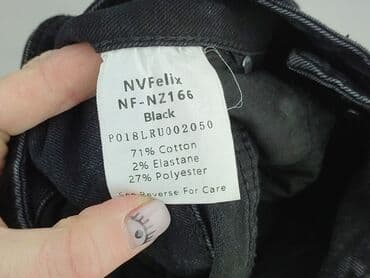 NVFelix
NF-NZ166
Black
P018LRU002050
71% Cotton
2% Elastane
27% Polyester
See Reverse For Care